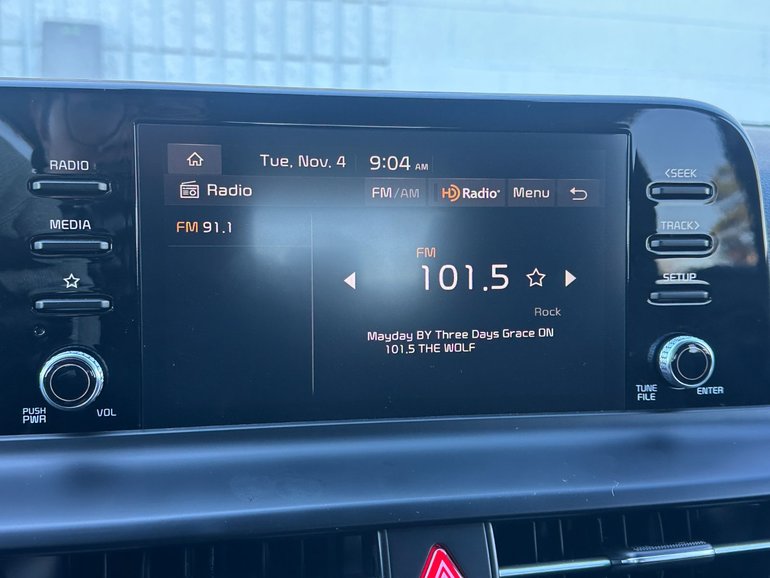 RADIO
MEDIA
PUSH PWR
VOL
Tue, Nov. 4 9:04 AM
Radio FM/AM HD Radio Menu
FM 91.1
FM
101.5
Rock
Mayday BY Three Days Grace ON
101.5 THE WOLF
<SEEK
TRACK>
SETUP
TUNE FILE
ENTER